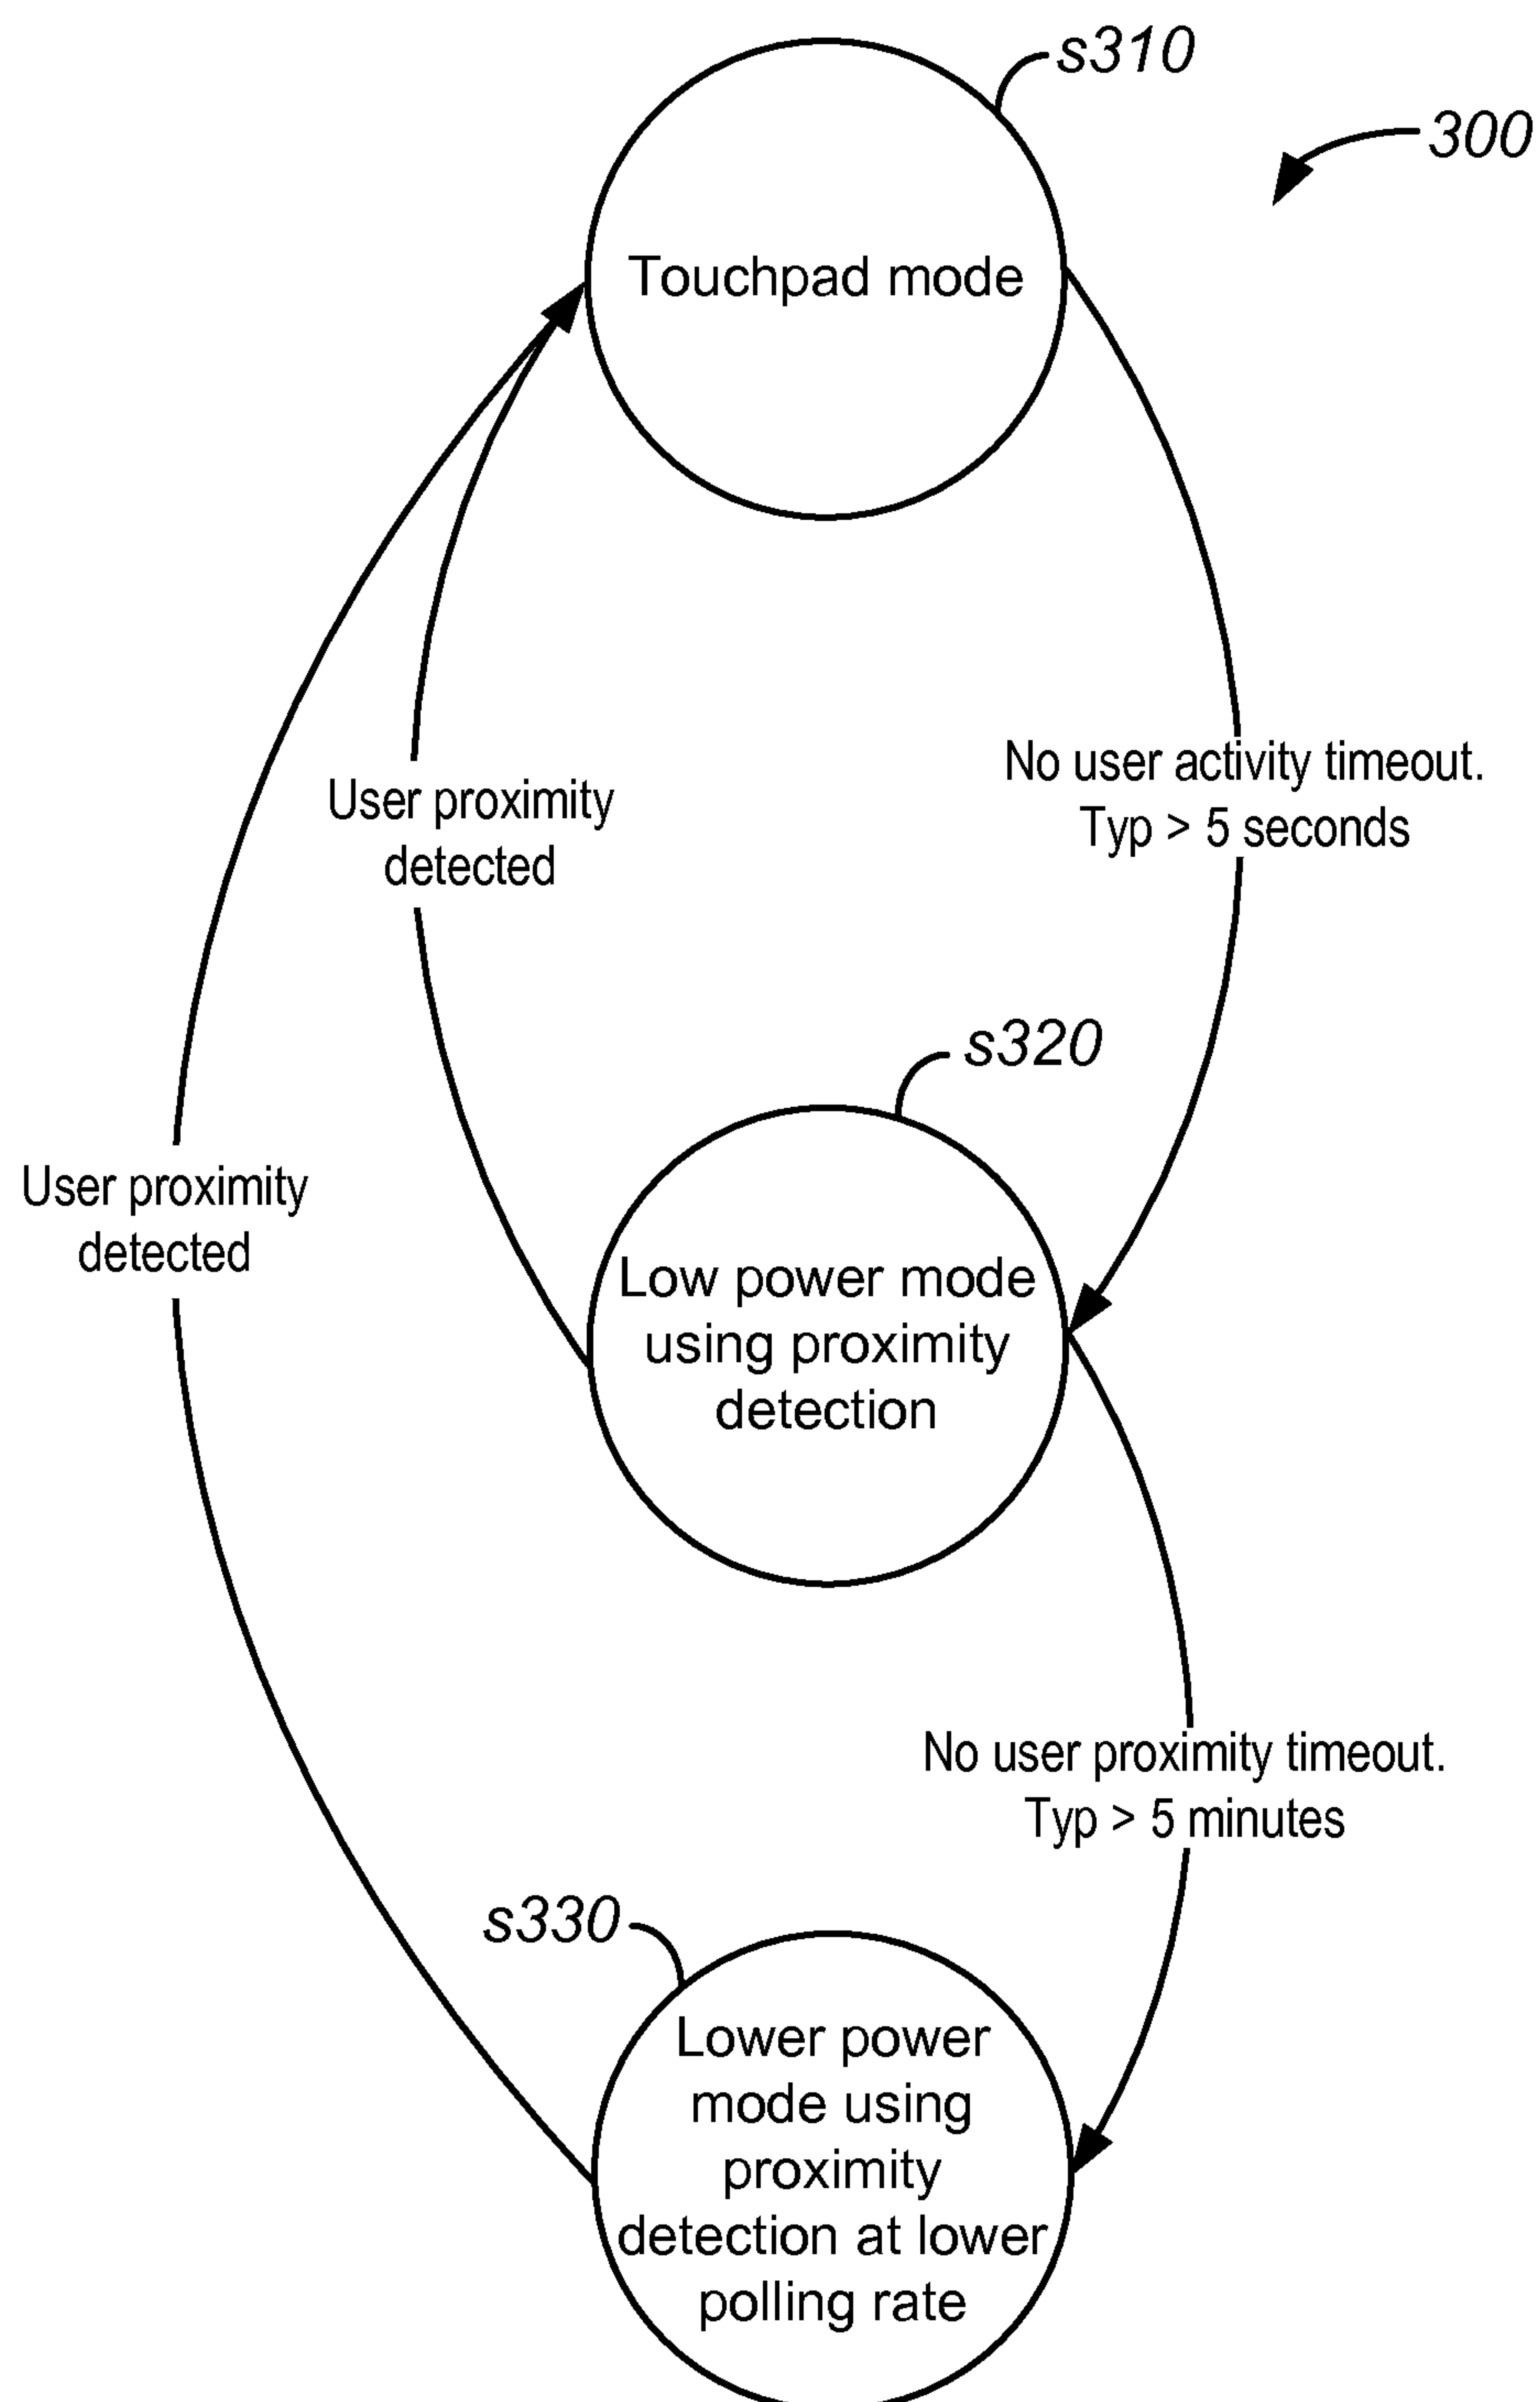 s310
300
Touchpad mode
No user activity timeout.
Typ > 5 seconds
User proximity
detected
s320
User proximity
detected
Low power mode
using proximity
detection
No user proximity timeout.
Typ > 5 minutes
s330
Lower power
mode using
proximity
detection at lower
polling rate